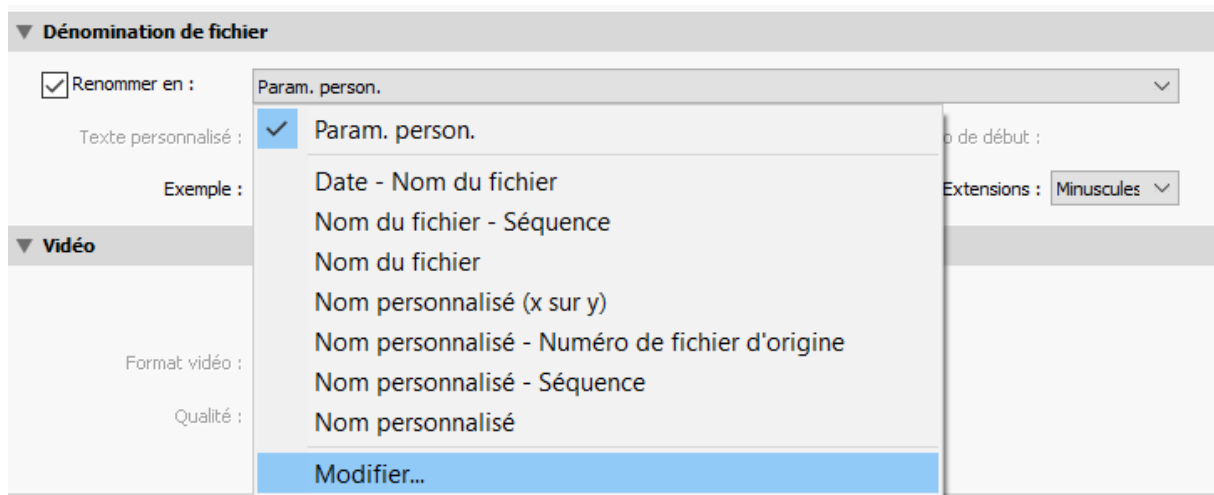 Dénomination de fichier
Renommer en :
Param. person.
Texte personnalisé :
Param. person.
de début :
Date - Nom du fichier
Exemple :
Extensions :
Minuscules
Nom du fichier - Séquence
Vidéo
Nom du fichier
Nom personnalisé (x sur y)
Nom personnalisé - Numéro de fichier d'origine
Format vidéo :
Nom personnalisé - Séquence
Qualité :
Nom personnalisé
Modifier...